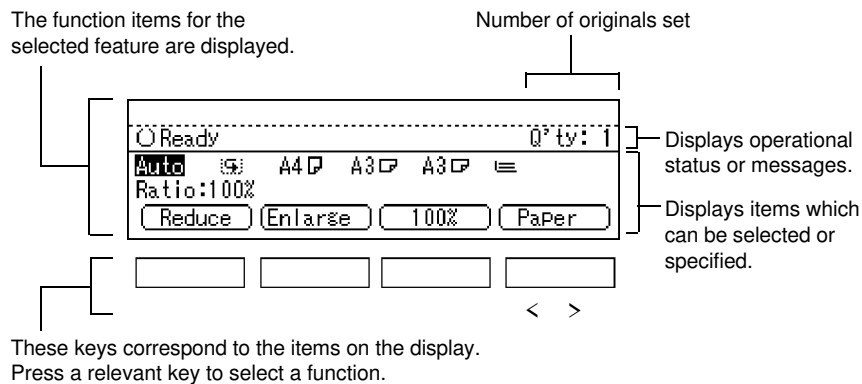 The function items for the
selected feature are displayed.
Number of originals set
Ready Q'ty: 1
Auto A4 A3 A3
Ratio:100%
Reduce Enlarge 100% Paper
Displays operational
status or messages.
Displays items which
can be selected or
specified.
< >
These keys correspond to the items on the display.
Press a relevant key to select a function.